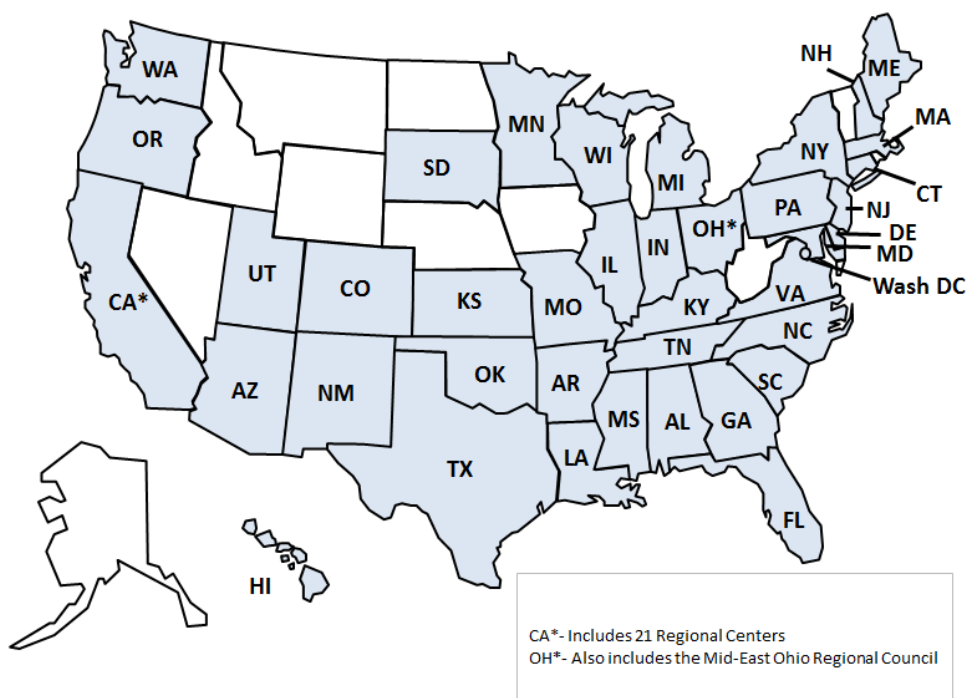 NH
ME
WA
MA
MN
OR
NY
WI
SD
MI
CT
PA
NJ
OH*
DE
IN
MD
UT
IL
CO
Wash DC
VA
CA*
KS
MO
KY
NC
TN
OK
AR
SC
AZ
NM
MS
AL
GA
LA
TX
FL
HI
CA*- Includes 21 Regional Centers
OH*- Also includes the Mid-East Ohio Regional Council